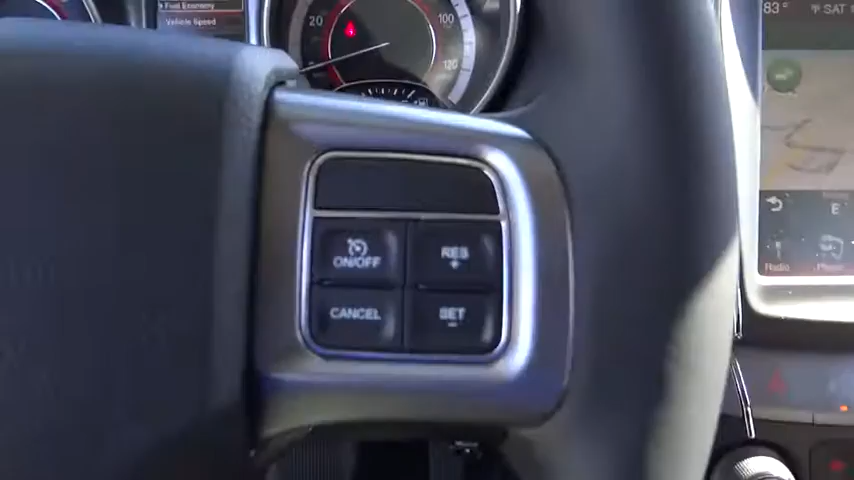 Fuel Economy
Vehicle Speed
20
100
120
83°
SAT
ON/OFF
RES
+
CANCEL
SET
−
E
Radio
Phone